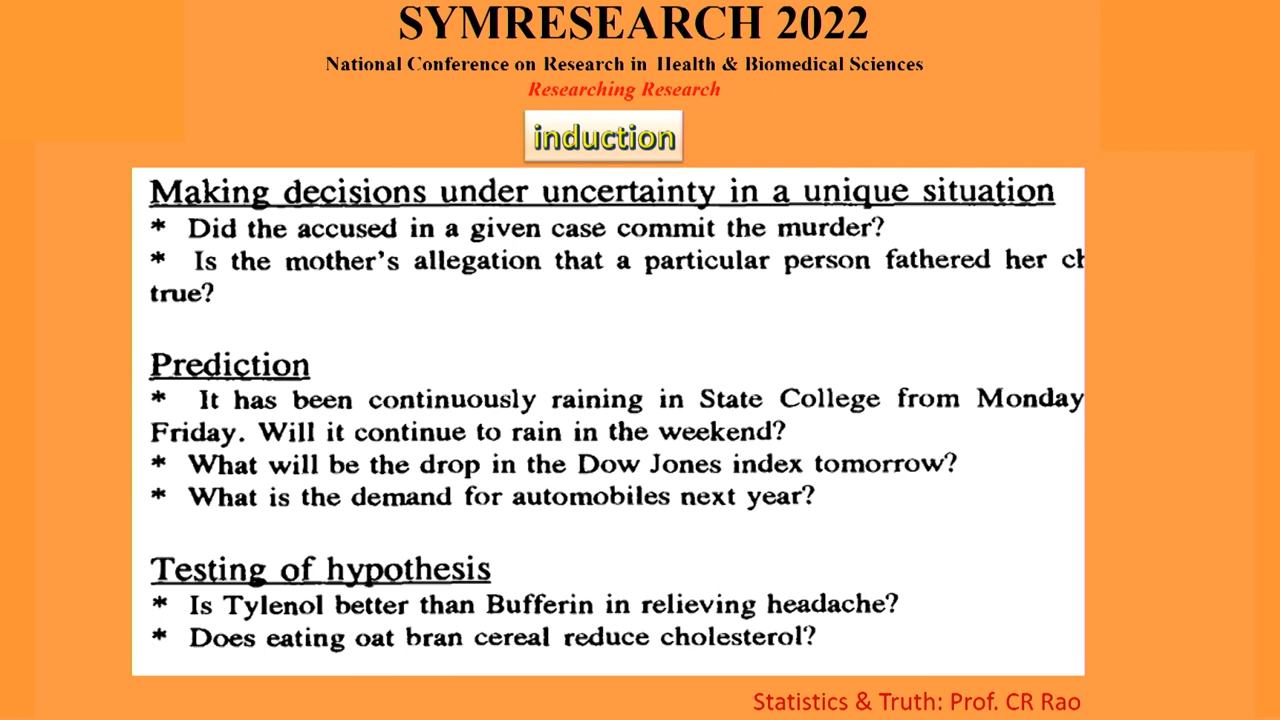 SYMRESEARCH 2022
National Conference on Research in Health & Biomedical Sciences
Researching Research
induction
Making decisions under uncertainty in a unique situation
* Did the accused in a given case commit the murder?
* Is the mother's allegation that a particular person fathered her
true?
Prediction
* It has been continuously raining in State College from Monday
Friday. Will it continue to rain in the weekend?
* What will be the drop in the Dow Jones index tomorrow?
* What is the demand for automobiles next year?
Testing of hypothesis
* Is Tylenol better than Bufferin in relieving headache?
* Does eating oat bran cereal reduce cholesterol?
Statistics & Truth: Prof. CR Rao